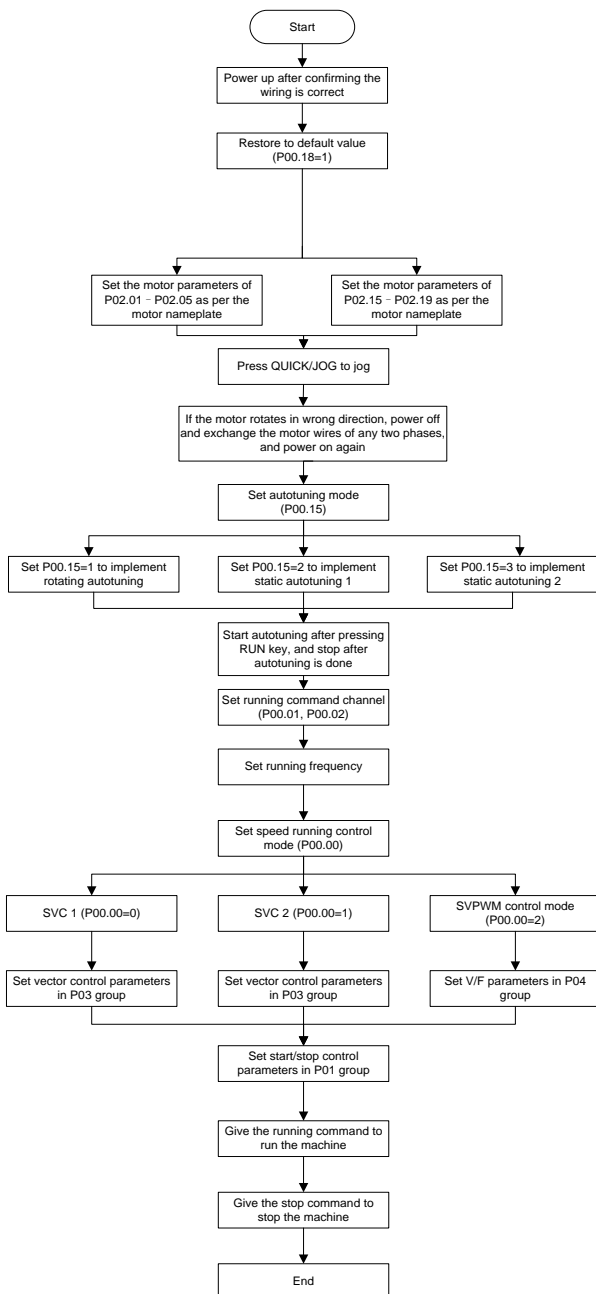 Start
Power up after confirming the
wiring is correct
Restore to default value
(P00.18=1)
Set the motor parameters of
P02.01 - P02.05 as per the
motor nameplate
Set the motor parameters of
P02.15 - P02.19 as per the
motor nameplate
Press QUICK/JOG to jog
If the motor rotates in wrong direction, power off
and exchange the motor wires of any two phases,
and power on again
Set autotuning mode
(P00.15)
Set P00.15=1 to implement
rotating autotuning
Set P00.15=2 to implement
static autotuning 1
Set P00.15=3 to implement
static autotuning 2
Start autotuning after pressing
RUN key, and stop after
autotuning is done
Set running command channel
(P00.01, P00.02)
Set running frequency
Set speed running control
mode (P00.00)
SVC 1 (P00.00=0)
SVC 2 (P00.00=1)
SVPWM control mode
(P00.00=2)
Set vector control parameters
in P03 group
Set vector control parameters
in P03 group
Set V/F parameters in P04
group
Set start/stop control
parameters in P01 group
Give the running command to
run the machine
Give the stop command to
stop the machine
End